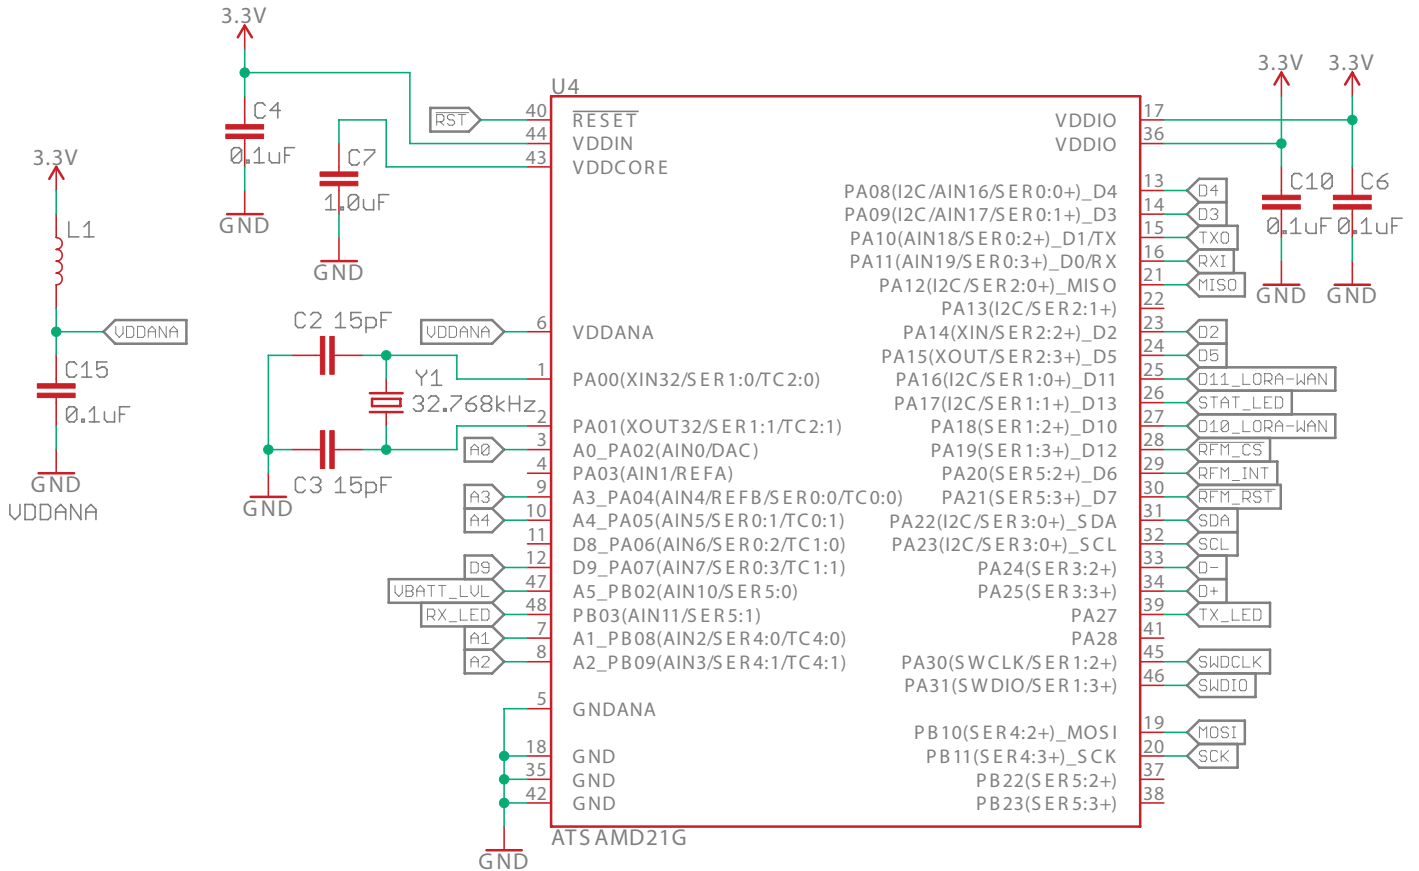 3.3V
C4
0.1uF
GND
C7
1.0uF
GND
3.3V
L1
VDDANA
C15
0.1uF
GND
VDDANA
C2 15pF
Y1
32.768kHz
C3 15pF
GND
U4
RST 40 RESET
44 VDDIN
43 VDDCORE
VDDANA 6 VDDANA
1 PA00(XIN32/SER1:0/TC2:0)
2 PA01(XOUT32/SER1:1/TC2:1)
A0 3 A0_PA02(AIN0/DAC)
4 PA03(AIN1/REFA)
A3 9 A3_PA04(AIN4/REFB/SER0:0/TC0:0)
A4 10 A4_PA05(AIN5/SER0:1/TC0:1)
11 D8_PA06(AIN6/SER0:2/TC1:0)
D9 12 D9_PA07(AIN7/SER0:3/TC1:1)
VBATT_LVL 47 A5_PB02(AIN10/SER5:0)
RX_LED 48 PB03(AIN11/SER5:1)
A1 7 A1_PB08(AIN2/SER4:0/TC4:0)
A2 8 A2_PB09(AIN3/SER4:1/TC4:1)
5 GNDANA
18 GND
35 GND
42 GND
GND
ATSAMD21G
VDDIO 17
VDDIO 36
PA08(I2C/AIN16/SER0:0+)_D4 13 D4
PA09(I2C/AIN17/SER0:1+)_D3 14 D3
PA10(AIN18/SER0:2+)_D1/TX 15 TXO
PA11(AIN19/SER0:3+)_D0/RX 16 RXI
PA12(I2C/SER2:0+)_MISO 21 MISO
PA13(I2C/SER2:1+) 22
PA14(XIN/SER2:2+)_D2 23 D2
PA15(XOUT/SER2:3+)_D5 24 D5
PA16(I2C/SER1:0+)_D11 25 D11_LORA-WAN
PA17(I2C/SER1:1+)_D13 26 STAT_LED
PA18(SER1:2+)_D10 27 D10_LORA-WAN
PA19(SER1:3+)_D12 28 RFM_CS
PA20(SER5:2+)_D6 29 RFM_INT
PA21(SER5:3+)_D7 30 RFM_RST
PA22(I2C/SER3:0+)_SDA 31 SDA
PA23(I2C/SER3:0+)_SCL 32 SCL
PA24(SER3:2+) 33 D-
PA25(SER3:3+) 34 D+
PA27 39 TX_LED
PA28 41
PA30(SWCLK/SER1:2+) 45 SWDCLK
PA31(SWDIO/SER1:3+) 46 SWDIO
PB10(SER4:2+)_MOSI 19 MOSI
PB11(SER4:3+)_SCK 20 SCK
PB22(SER5:2+) 37
PB23(SER5:3+) 38
3.3V 3.3V
C10 C6
0.1uF 0.1uF
GND GND